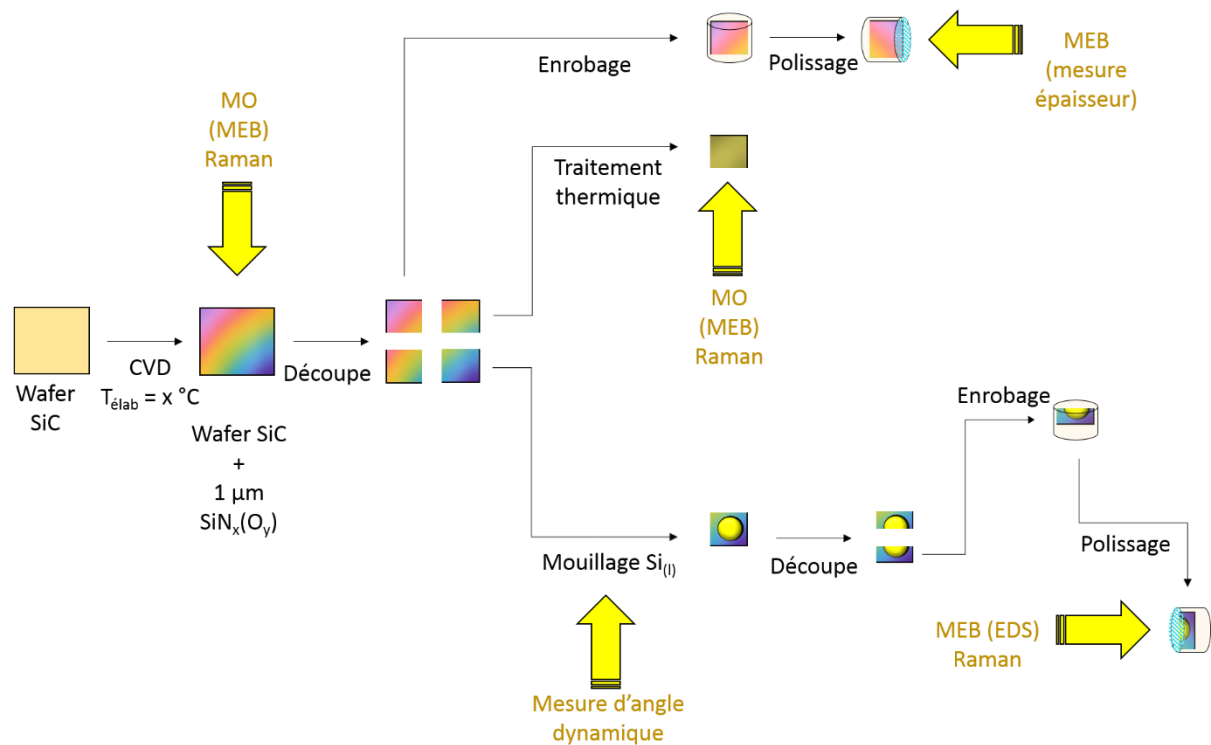 Enrobage
Polissage
MEB
(mesure
épaisseur)
MO
(MEB)
Raman
Traitement
thermique
MO
(MEB)
Raman
Wafer
SiC
CVD
Télab = x °C
Découpe
Wafer SiC
+
1 µm
SiNx(Oy)
Mouillage Si(l)
Découpe
Enrobage
Polissage
MEB (EDS)
Raman
Mesure d’angle
dynamique